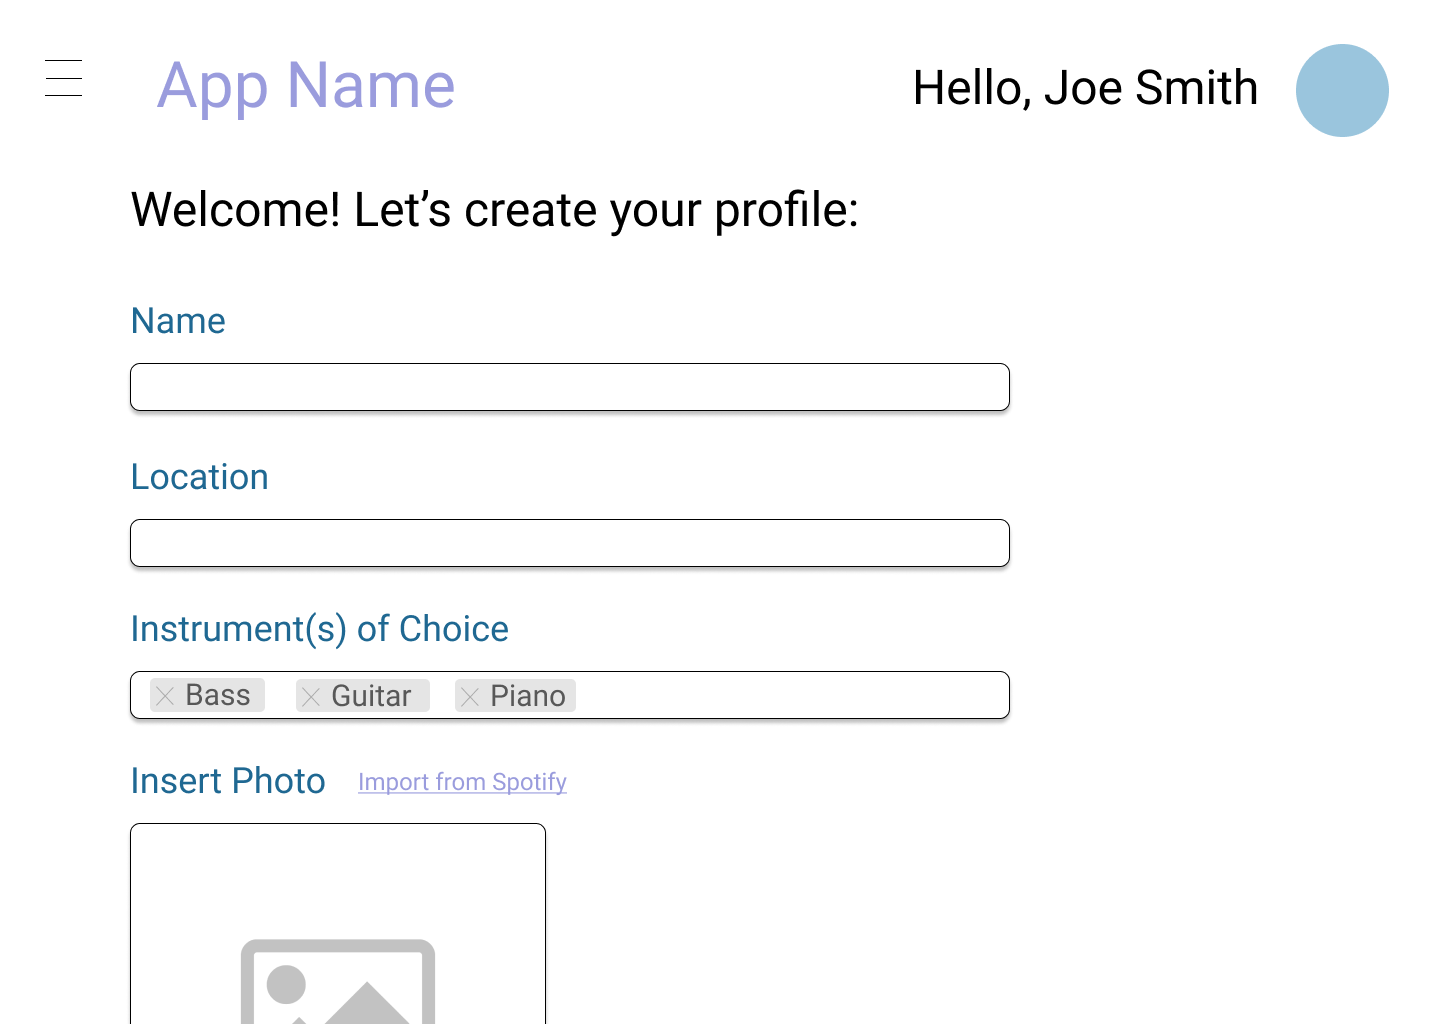 App Name
Hello, Joe Smith
Welcome! Let’s create your profile:
Name
Location
Instrument(s) of Choice
Bass Guitar Piano
Insert Photo Import from Spotify